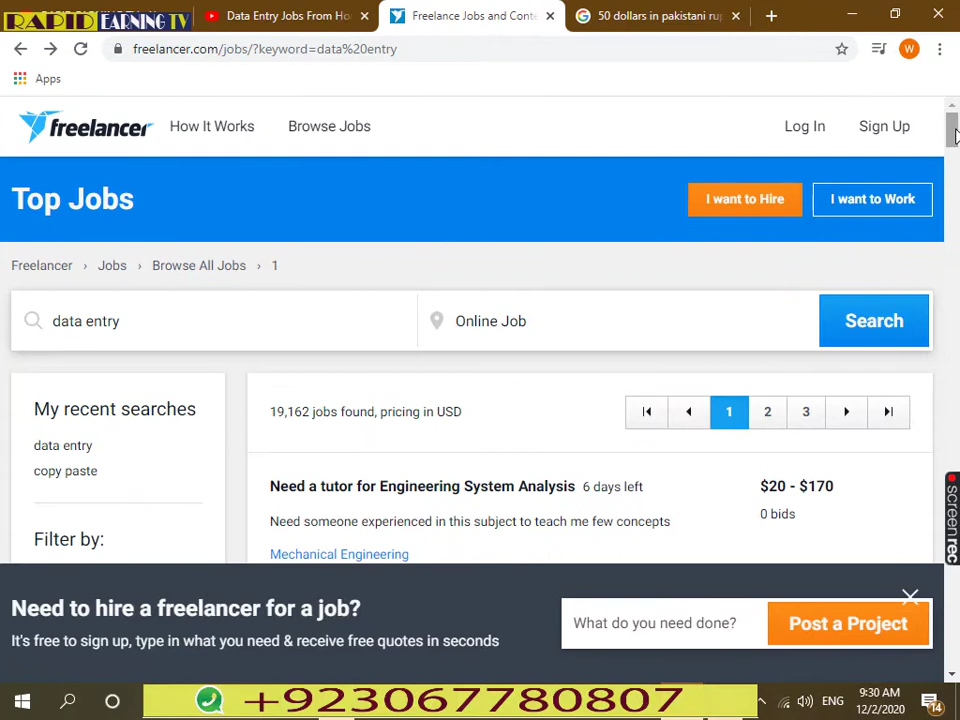 RAPID EARNING TV
Data Entry Jobs From Ho
Freelance Jobs and Conte
50 dollars in pakistani rup
freelancer.com/jobs/?keyword=data%20entry
W
Apps
freelancer
How It Works
Browse Jobs
Log In
Sign Up
Top Jobs
I want to Hire
I want to Work
Freelancer › Jobs › Browse All Jobs › 1
data entry
Online Job
Search
My recent searches
data entry
copy paste
Filter by:
19,162 jobs found, pricing in USD
1
2
3
Need a tutor for Engineering System Analysis 6 days left
$20 - $170
0 bids
Need someone experienced in this subject to teach me few concepts
Mechanical Engineering
screenrec
Need to hire a freelancer for a job?
It's free to sign up, type in what you need & receive free quotes in seconds
What do you need done?
Post a Project
+923067780807
ENG
9:30 AM
12/2/2020
14